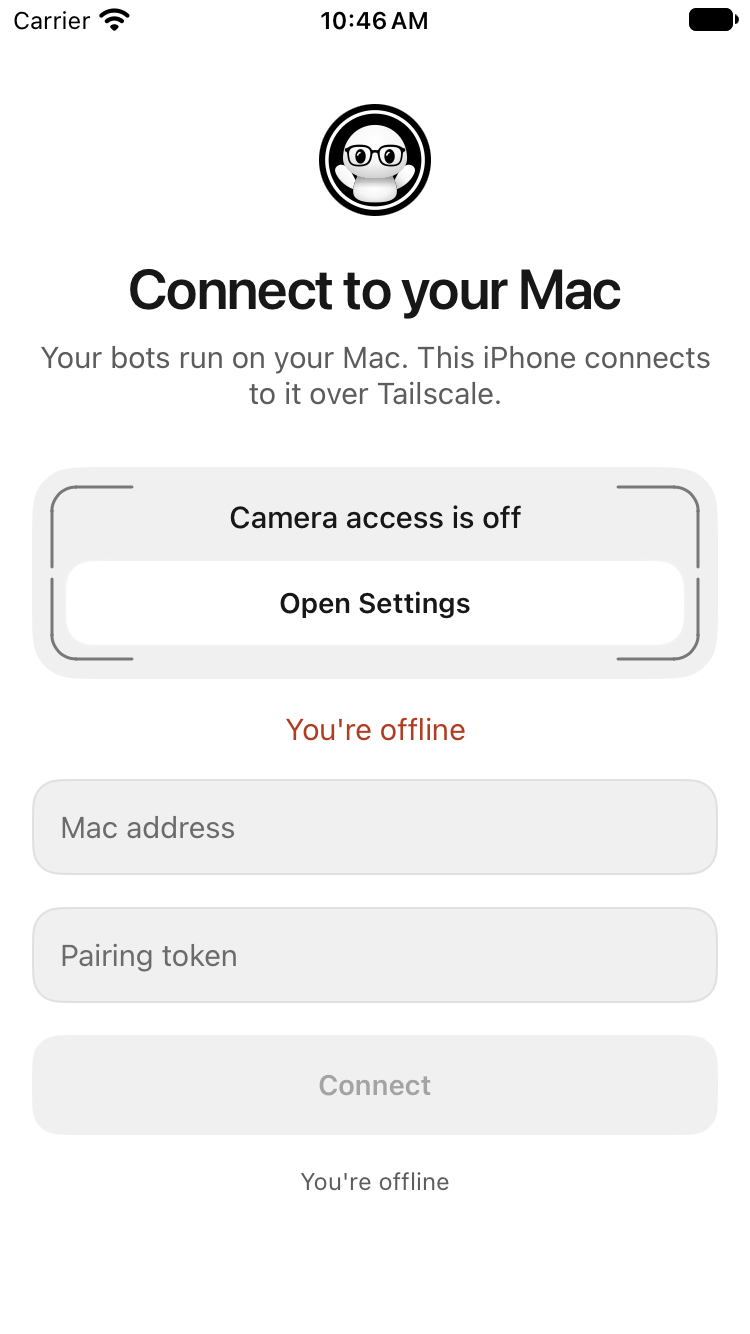 Carrier 10:46 AM
Connect to your Mac
Your bots run on your Mac. This iPhone connects
to it over Tailscale.
Camera access is off
Open Settings
You're offline
Mac address
Pairing token
Connect
You're offline